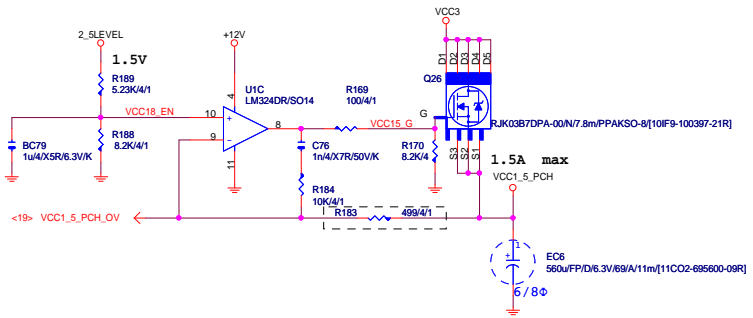 VCC3
2_5LEVEL
+12V
1.5V
D1
D2
D3
D4
D5
R189
5.23K/4/1
U1C
LM324DR/SO14
R169
100/4/1
Q26
VCC18_EN
4
10
+
8
VCC15_G
G
RJK03B7DPA-00/N/7.8m/PPAKSO-8/[10IF9-100397-21R]
BC79
1u/4/X5R/6.3V/K
R188
8.2K/4/1
9
-
11
C76
1n/4/X7R/50V/K
R170
8.2K/4
S3
S2
S1
1.5A max
VCC1_5_PCH
R184
10K/4/1
<19> VCC1_5_PCH_OV
R183
499/4/1
1
+
EC6
560u/FP/D/6.3V/69/A/11m/[11CO2-695600-09R]
6/8Φ